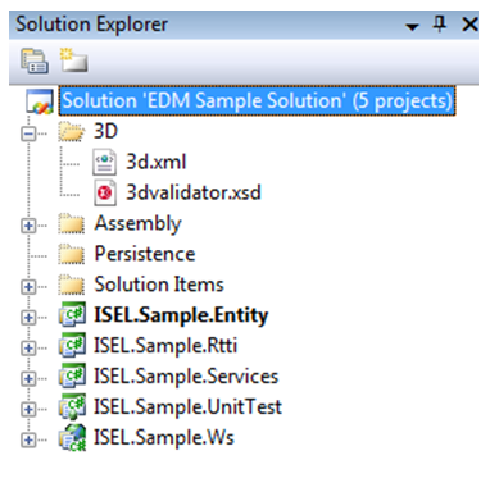 Solution Explorer
Solution 'EDM Sample Solution' (5 projects)
3D
3d.xml
3dvalidator.xsd
Assembly
Persistence
Solution Items
ISEL.Sample.Entity
ISEL.Sample.Rtti
ISEL.Sample.Services
ISEL.Sample.UnitTest
ISEL.Sample.Ws